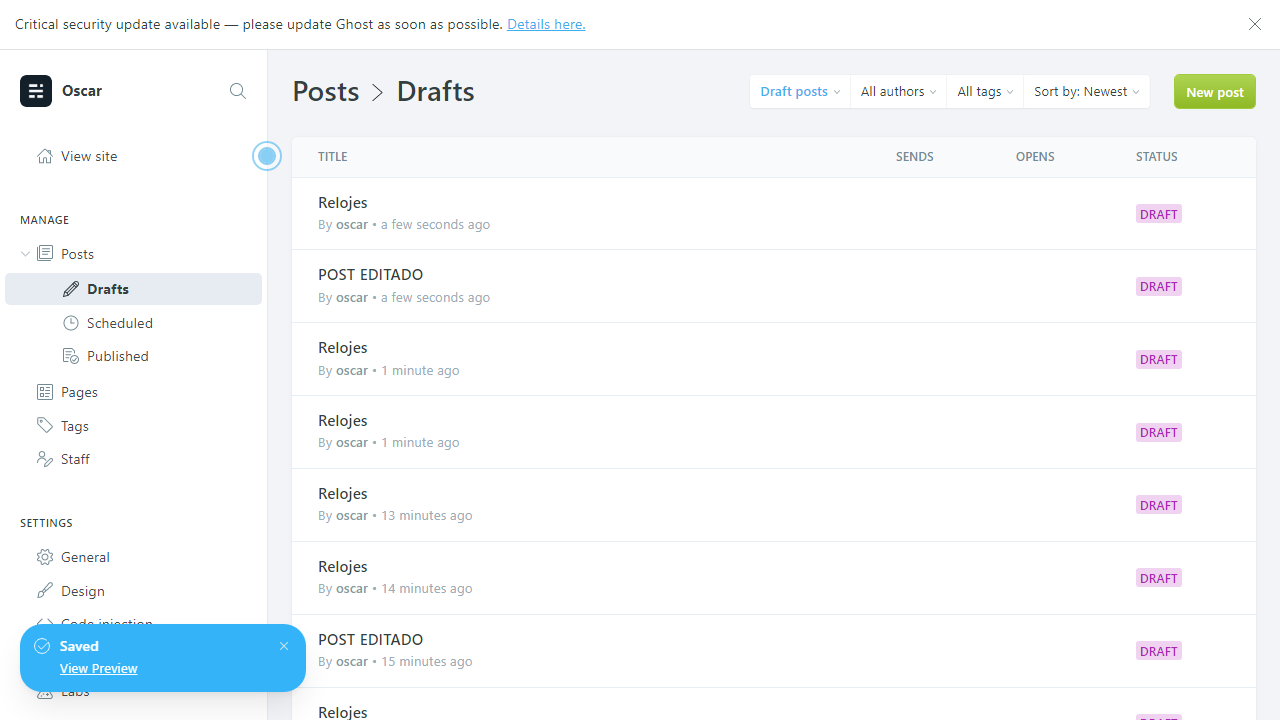 Critical security update available — please update Ghost as soon as possible. Details here.
Oscar
View site
MANAGE
Posts
Drafts
Scheduled
Published
Pages
Tags
Staff
SETTINGS
General
Design
Code injection
Labs
Saved
View Preview
Posts > Drafts
Draft posts
All authors
All tags
Sort by: Newest
New post
TITLE SENDS OPENS STATUS
Relojes
By oscar • a few seconds ago
DRAFT
POST EDITADO
By oscar • a few seconds ago
DRAFT
Relojes
By oscar • 1 minute ago
DRAFT
Relojes
By oscar • 1 minute ago
DRAFT
Relojes
By oscar • 13 minutes ago
DRAFT
Relojes
By oscar • 14 minutes ago
DRAFT
POST EDITADO
By oscar • 15 minutes ago
DRAFT
Relojes
DRAFT